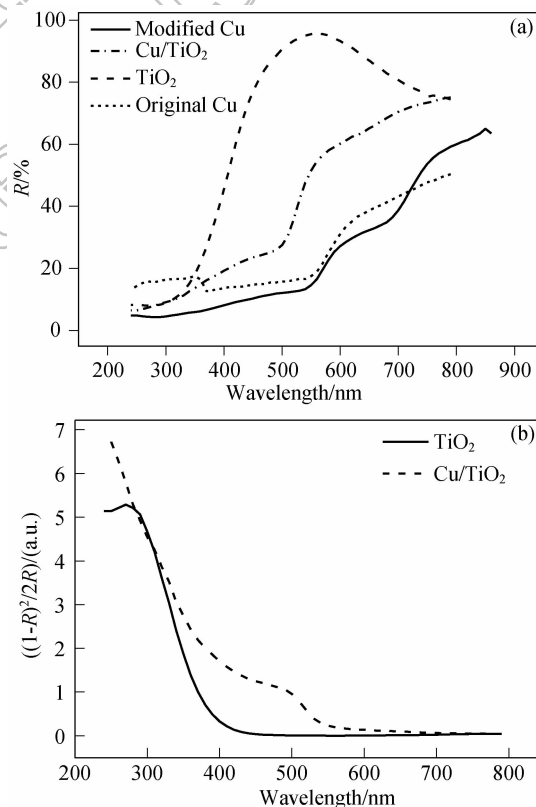 (a)
Modified Cu
Cu/TiO₂
TiO₂
Original Cu
100
80
60
40
20
0
R/%
200 300 400 500 600 700 800 900
Wavelength/nm
(b)
TiO₂
Cu/TiO₂
7
6
5
4
3
2
1
0
((1-R)²/2R)/(a.u.)
200 300 400 500 600 700 800
Wavelength/nm